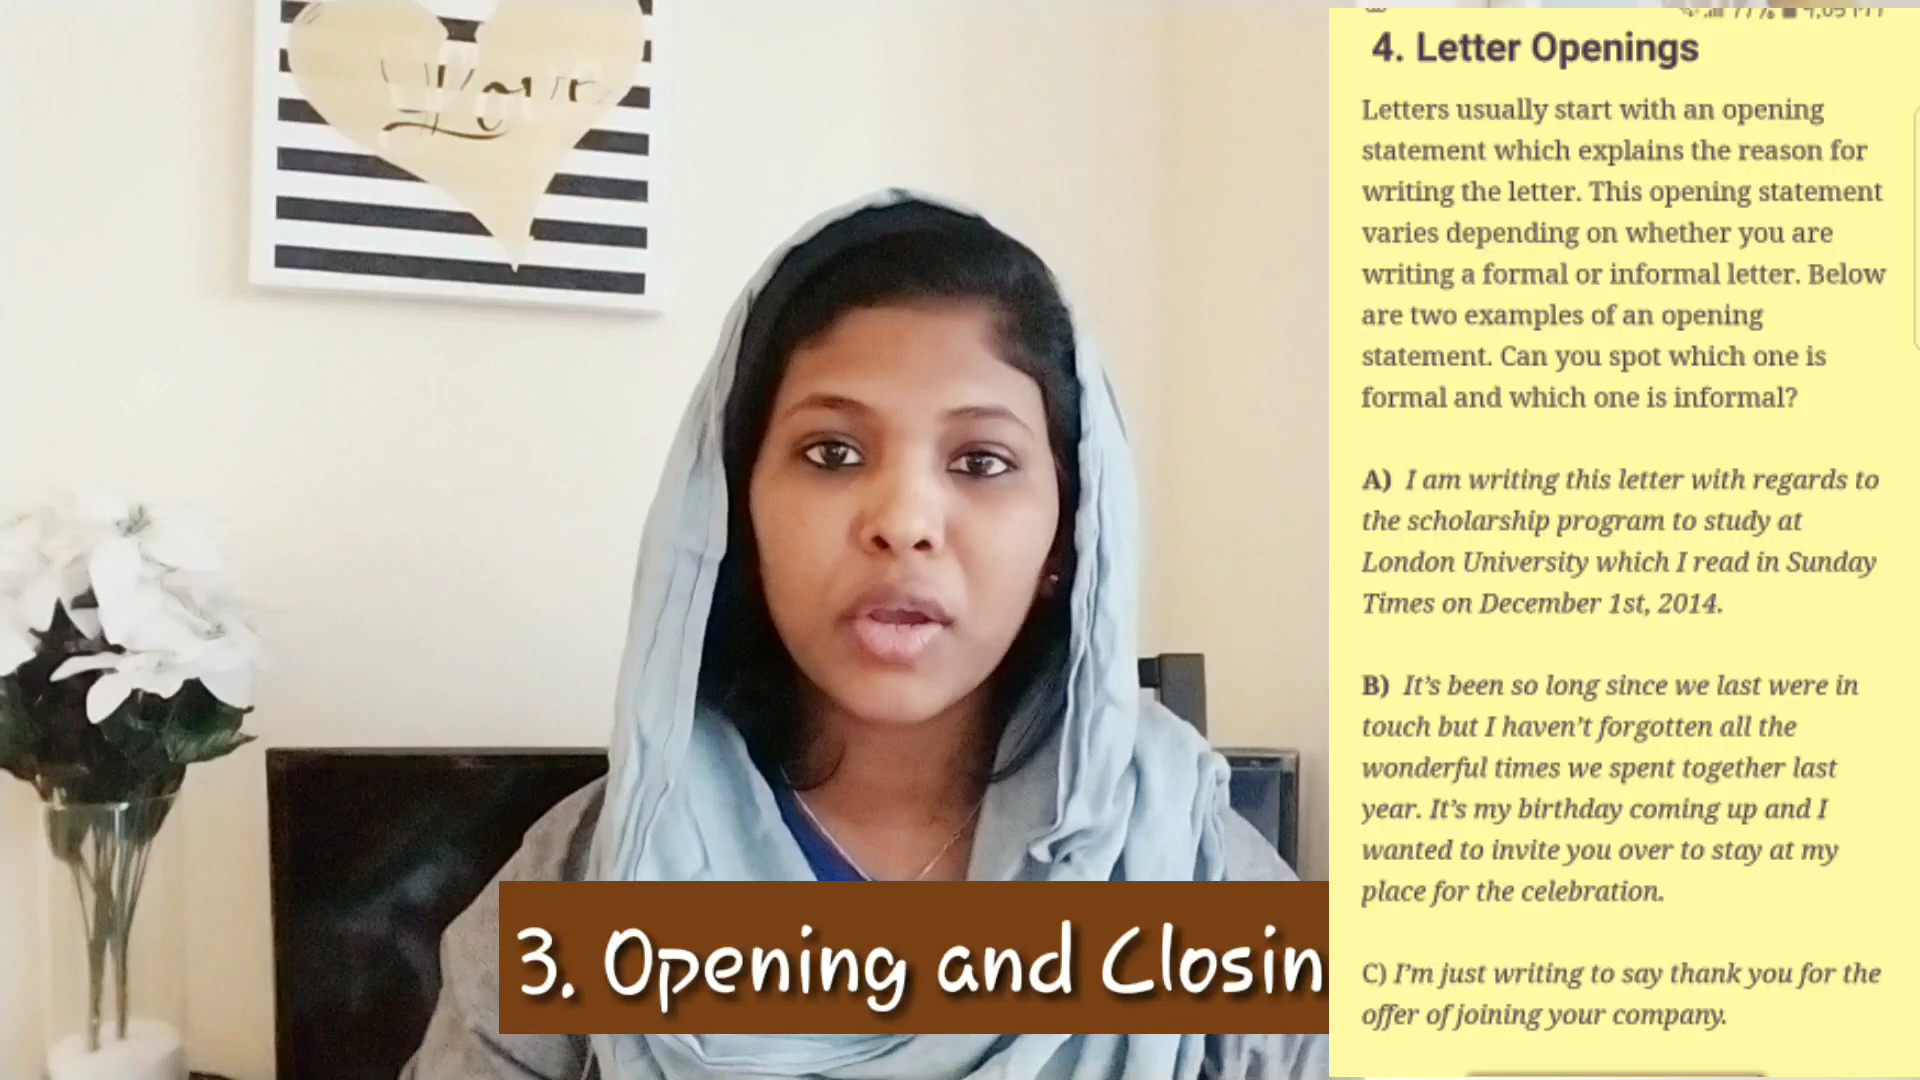 Love
4. Letter Openings
Letters usually start with an opening
statement which explains the reason for
writing the letter. This opening statement
varies depending on whether you are
writing a formal or informal letter. Below
are two examples of an opening
statement. Can you spot which one is
formal and which one is informal?
A) I am writing this letter with regards to
the scholarship program to study at
London University which I read in Sunday
Times on December 1st, 2014.
B) It’s been so long since we last were in
touch but I haven’t forgotten all the
wonderful times we spent together last
year. It’s my birthday coming up and I
wanted to invite you over to stay at my
place for the celebration.
C) I’m just writing to say thank you for the
offer of joining your company.
3. Opening and Closin